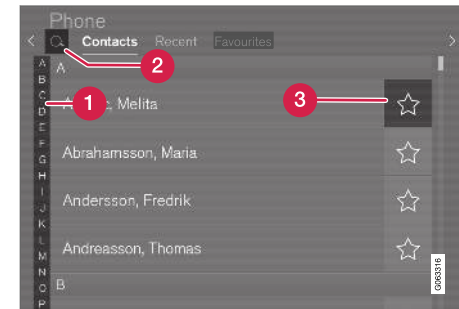 Phone
Contacts Recent Favourites
2
A
B
C
D
E
F
G
H
I
J
K
L
M
N
O
P
A
1
Melita
3
Abrahamsson, Maria
Andersson, Fredrik
Andreasson, Thomas
B
G063316